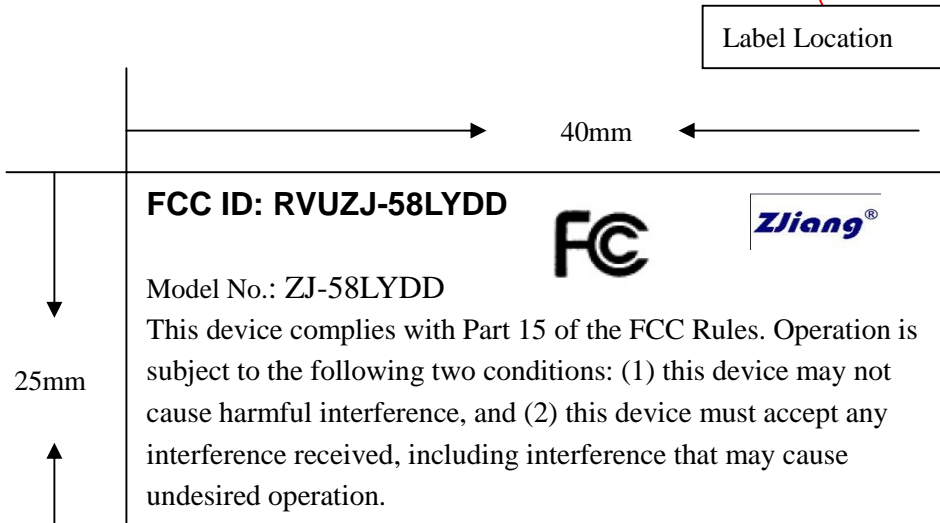 Label Location
40mm
FCC ID: RVUZJ-58LYDD
FC
ZJiang®
Model No.: ZJ-58LYDD
This device complies with Part 15 of the FCC Rules. Operation is
subject to the following two conditions: (1) this device may not
25mm
cause harmful interference, and (2) this device must accept any
interference received, including interference that may cause
undesired operation.